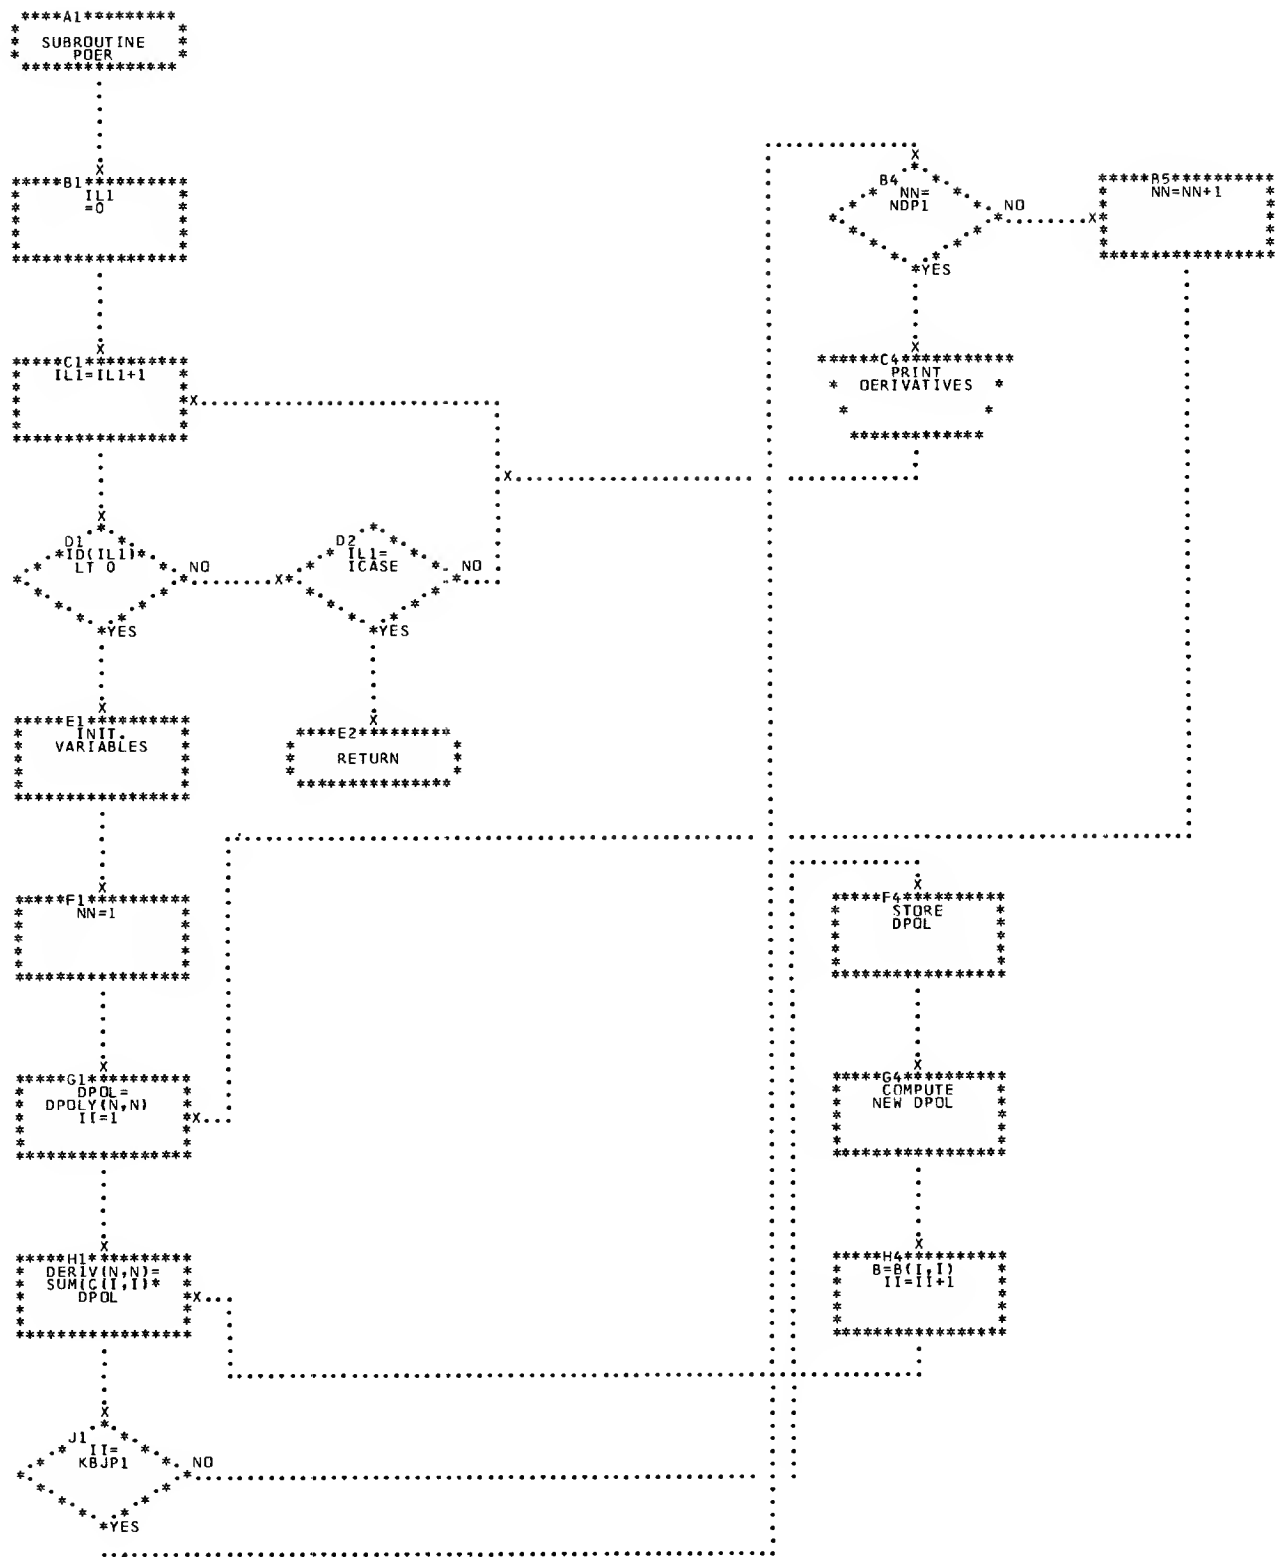 A1
SUBROUTINE
PDER
B1
IL1
=0
C1
IL1=IL1+1
D1
ID(IL1)
LT 0
NO
YES
D2
IL1=
ICASE
NO
YES
E1
INIT.
VARIABLES
E2
RETURN
F1
NN=1
G1
DPOL=
DPOLY(N,N)
II=1
H1
DERIV(N,N)=
SUM(C(I,I)*
DPOL
J1
II=
KBJP1
NO
YES
B4
NN=
NDP1
NO
YES
B5
NN=NN+1
C4
PRINT
DERIVATIVES
F4
STORE
DPOL
G4
COMPUTE
NEW DPOL
H4
B=B(I,I)
II=II+1